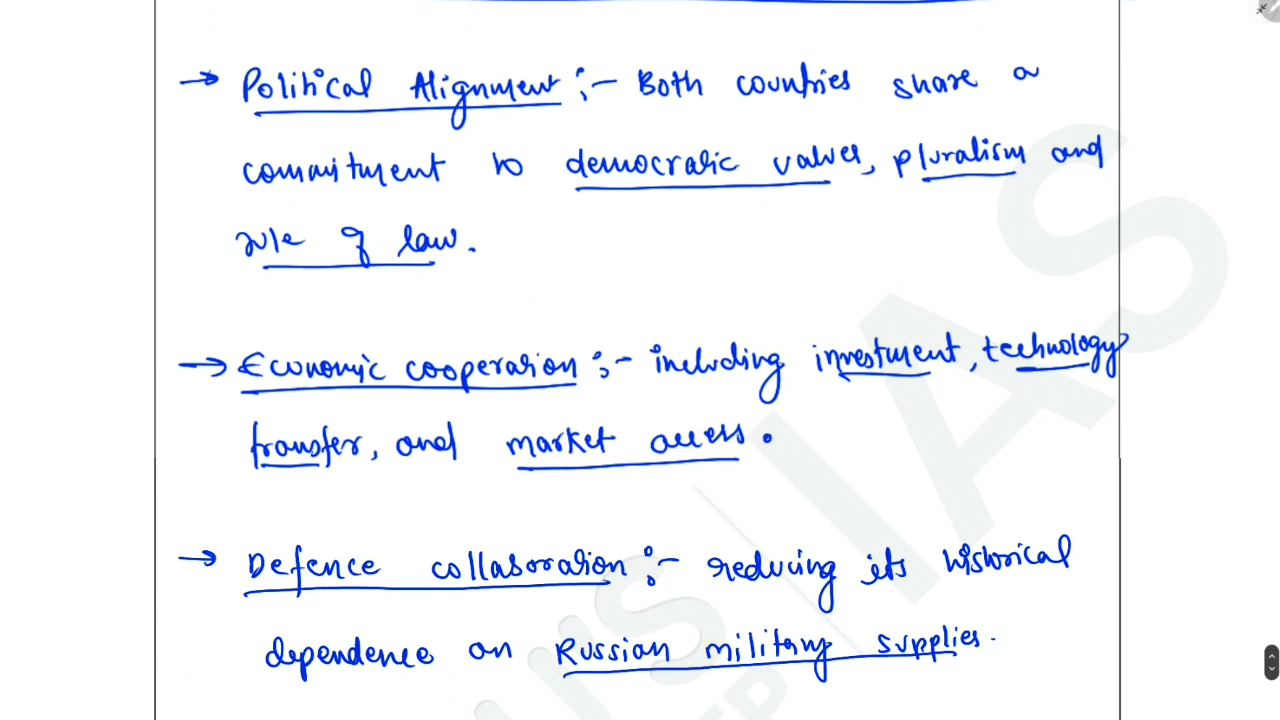 → Political Alignment :- Both countries share a
commitment to democratic values, pluralism and
rule of law.
→ Economic cooperation :- including investment, technology
transfer, and market access.
→ Defence collaboration :- reducing its historical
dependence on Russian military supplies.
IAS